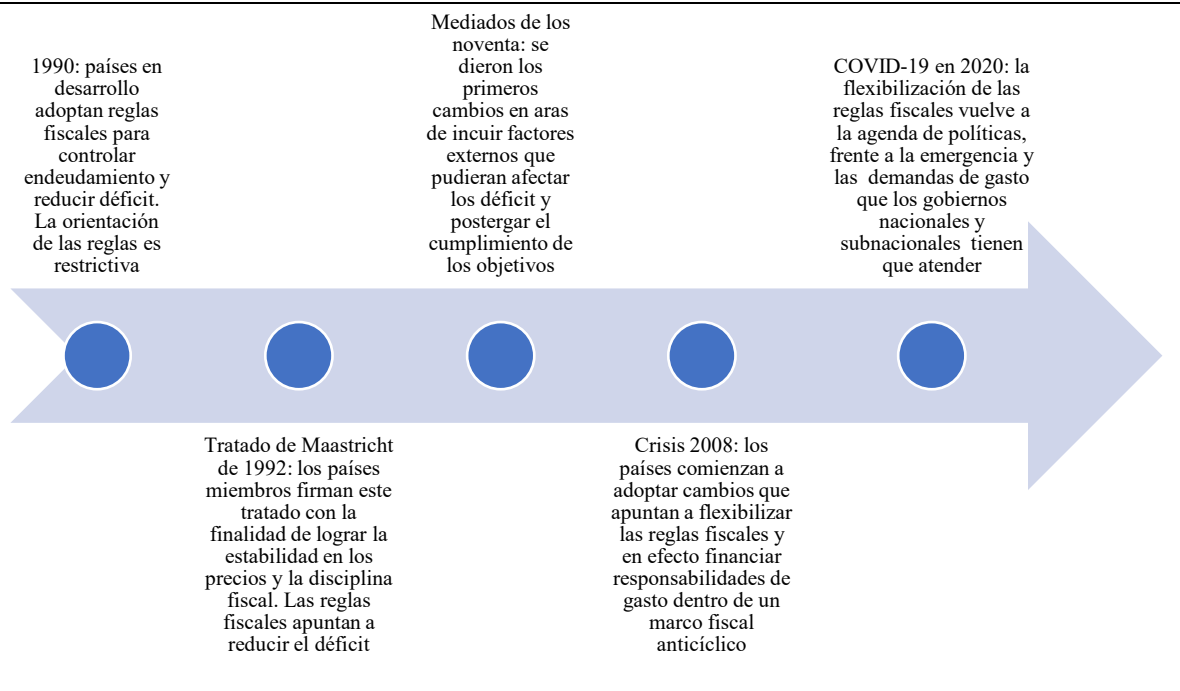 1990: países en
desarrollo
adoptan reglas
fiscales para
controlar
endeudamiento y
reducir déficit.
La orientación
de las reglas es
restrictiva
Tratado de Maastricht
de 1992: los países
miembros firman este
tratado con la
finalidad de lograr la
estabilidad en los
precios y la disciplina
fiscal. Las reglas
fiscales apuntan a
reducir el déficit
Mediados de los
noventa: se
dieron los
primeros
cambios en aras
de incuir factores
externos que
pudieran afectar
los déficit y
postergar el
cumplimiento de
los objetivos
Crisis 2008: los
países comienzan a
adoptar cambios que
apuntan a flexibilizar
las reglas fiscales y
en efecto financiar
responsabilidades de
gasto dentro de un
marco fiscal
anticíclico
COVID-19 en 2020: la
flexibilización de las
reglas fiscales vuelve a
la agenda de políticas,
frente a la emergencia y
las demandas de gasto
que los gobiernos
nacionales y
subnacionales tienen
que atender